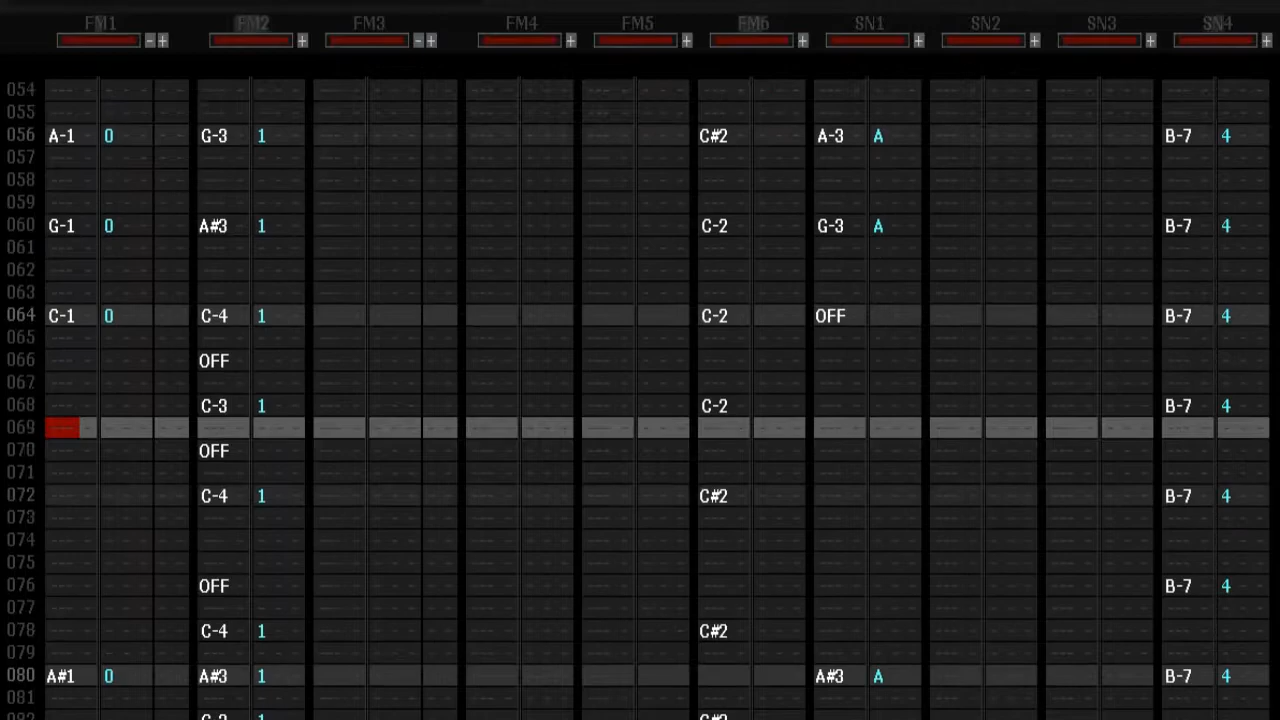 FM1 FM2 FM3 FM4 FM5 FM6 SN1 SN2 SN3 SN4
- + + - + + + + + + + + +
054
055
056 A-1 0 G-3 1 C#2 A-3 A B-7 4
057
058
059
060 G-1 0 A#3 1 C-2 G-3 A B-7 4
061
062
063
064 C-1 0 C-4 1 C-2 OFF B-7 4
065
066 OFF
067
068 C-3 1 C-2 B-7 4
069
070 OFF
071
072 C-4 1 C#2 B-7 4
073
074
075
076 OFF B-7 4
077
078 C-4 1 C#2
079
080 A#1 0 A#3 1 A#3 A B-7 4
081